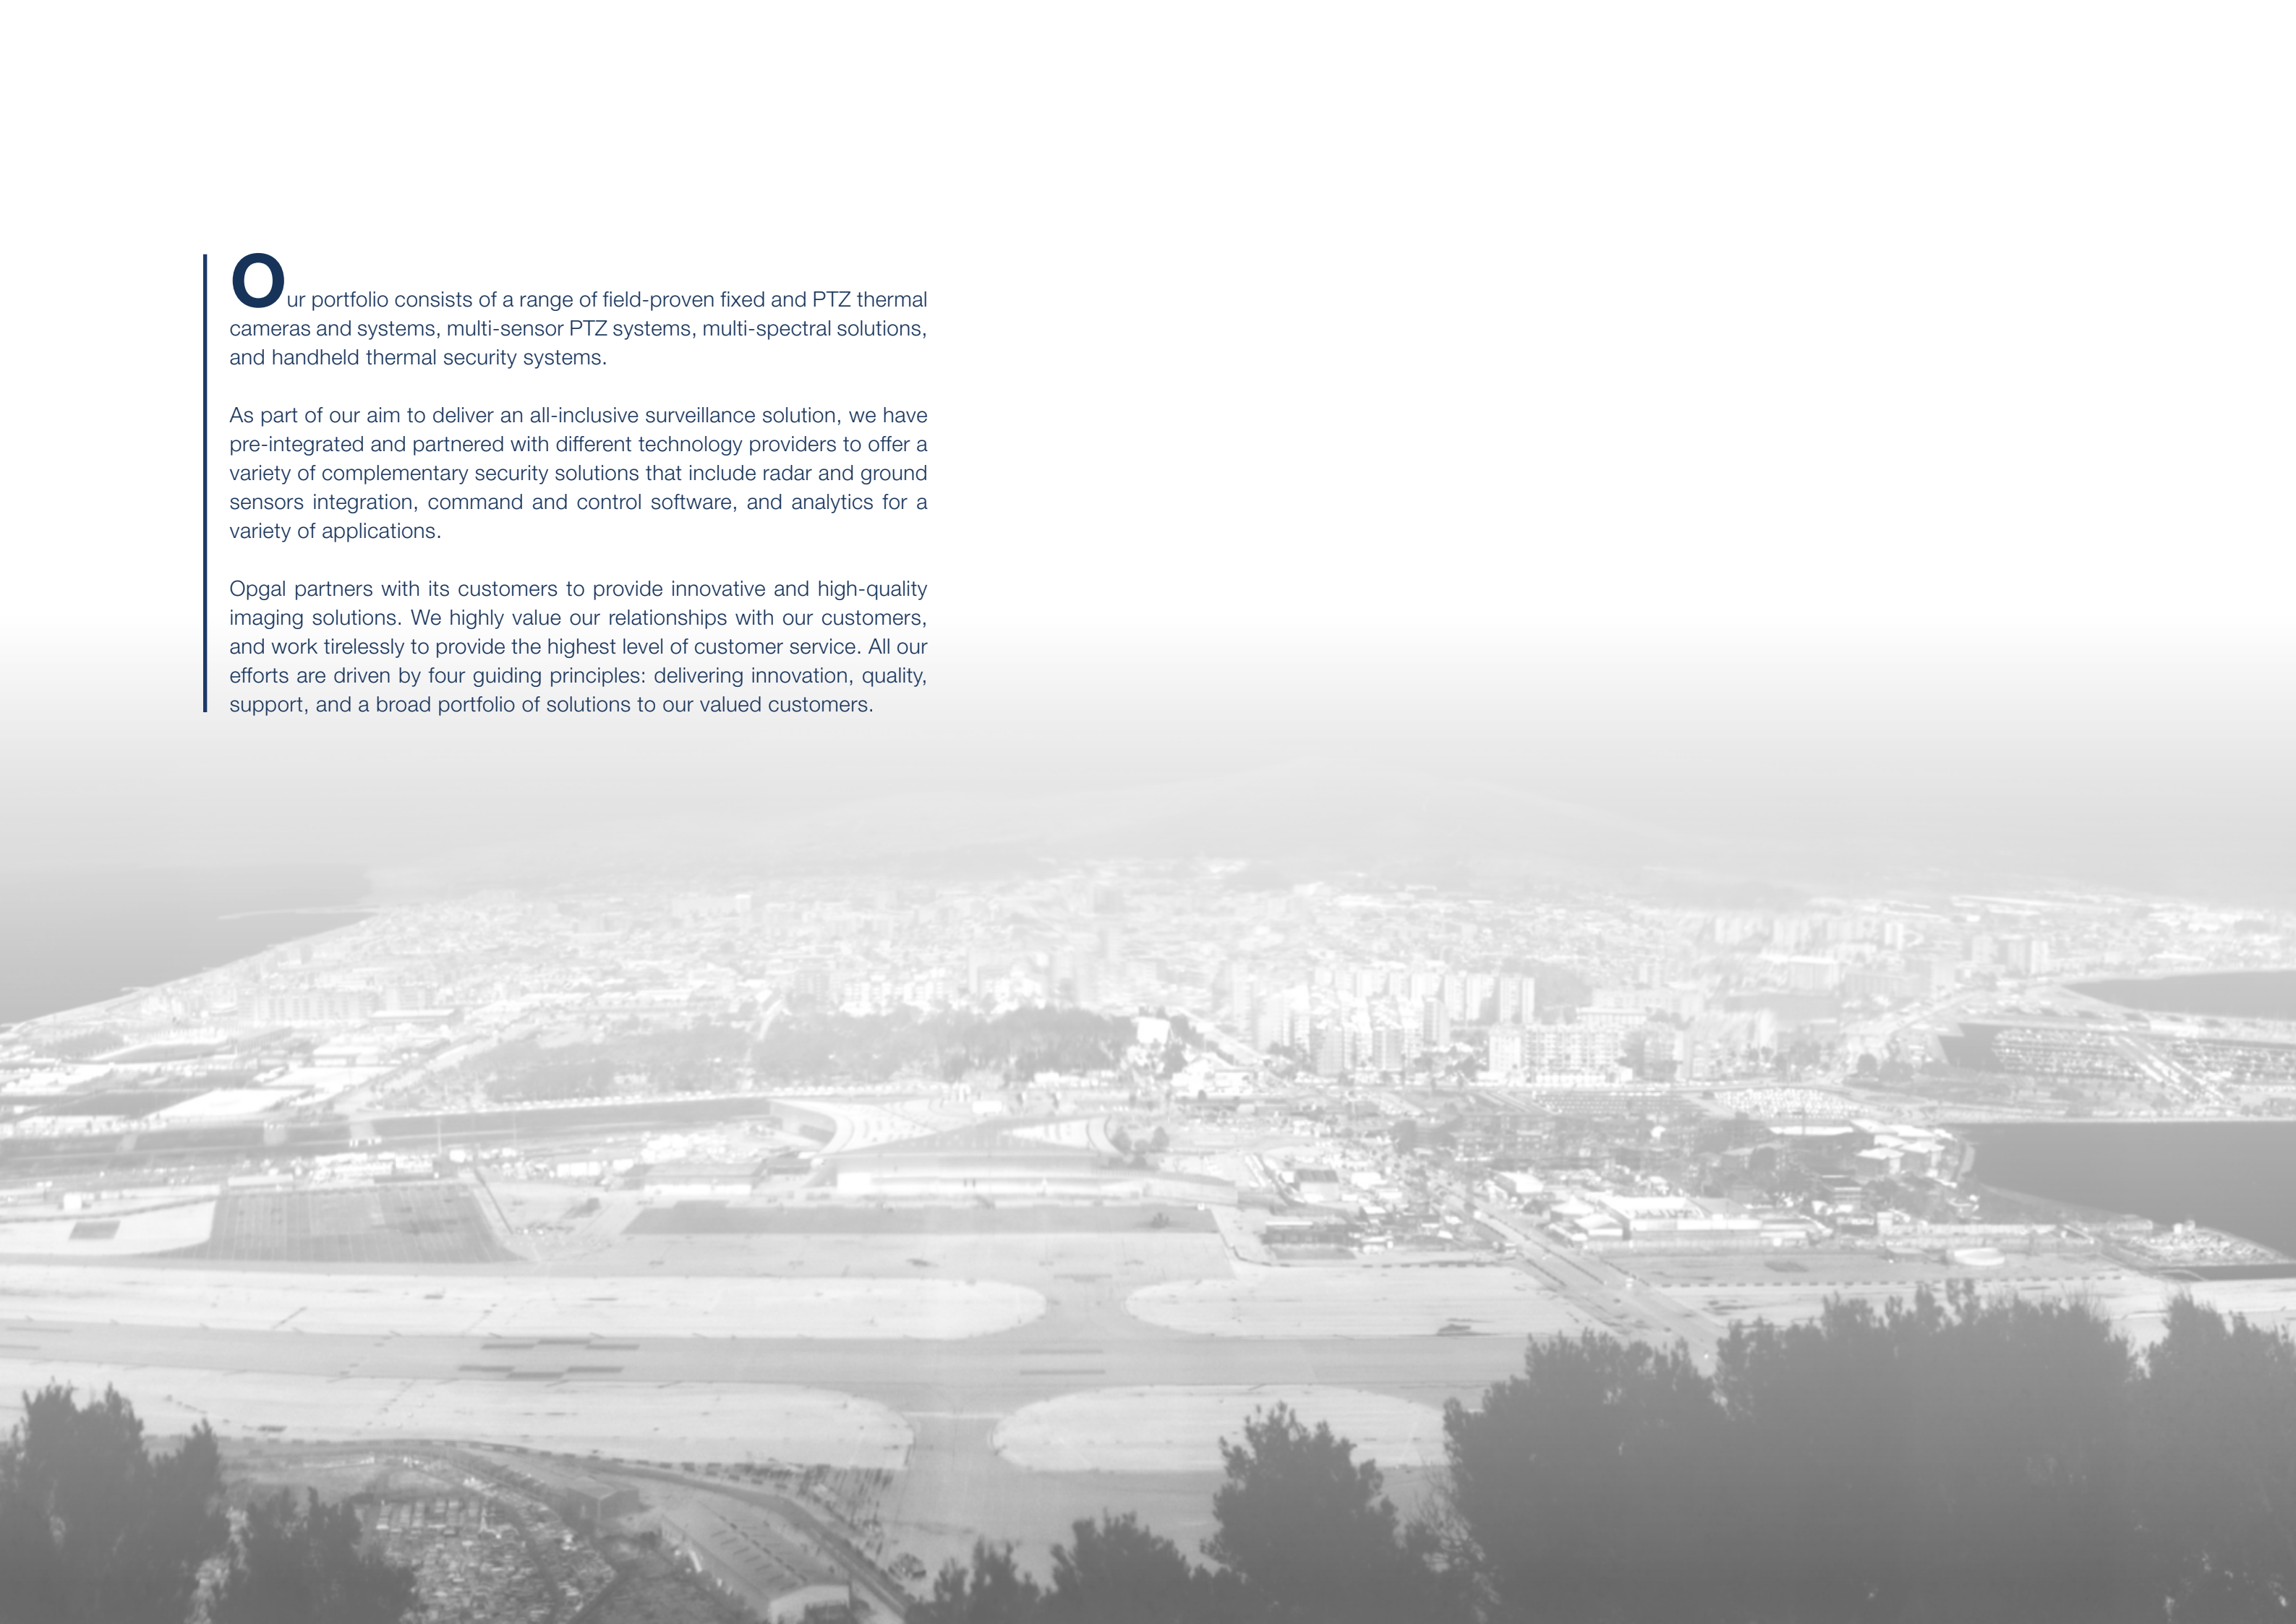 Our portfolio consists of a range of field-proven fixed and PTZ thermal
cameras and systems, multi-sensor PTZ systems, multi-spectral solutions,
and handheld thermal security systems.
As part of our aim to deliver an all-inclusive surveillance solution, we have
pre-integrated and partnered with different technology providers to offer a
variety of complementary security solutions that include radar and ground
sensors integration, command and control software, and analytics for a
variety of applications.
Opgal partners with its customers to provide innovative and high-quality
imaging solutions. We highly value our relationships with our customers,
and work tirelessly to provide the highest level of customer service. All our
efforts are driven by four guiding principles: delivering innovation, quality,
support, and a broad portfolio of solutions to our valued customers.